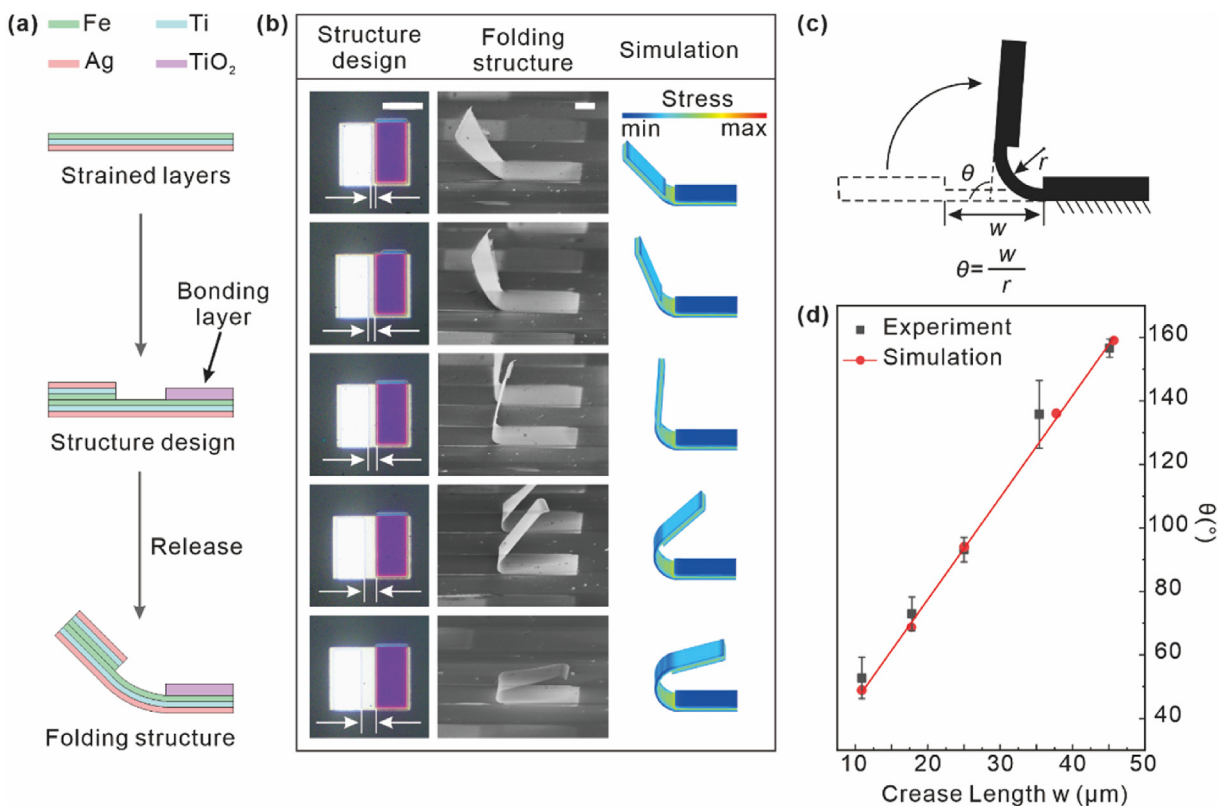 (a)
Fe
Ti
Ag
TiO2
Strained layers
Bonding
layer
Structure design
Release
Folding structure
(b)
Structure
design
Folding
structure
Simulation
Stress
min
max
(c)
θ
r
w
θ= w/r
(d)
Experiment
Simulation
160
140
120
100
80
60
40
θ(°)
10
20
30
40
50
Crease Length w (μm)